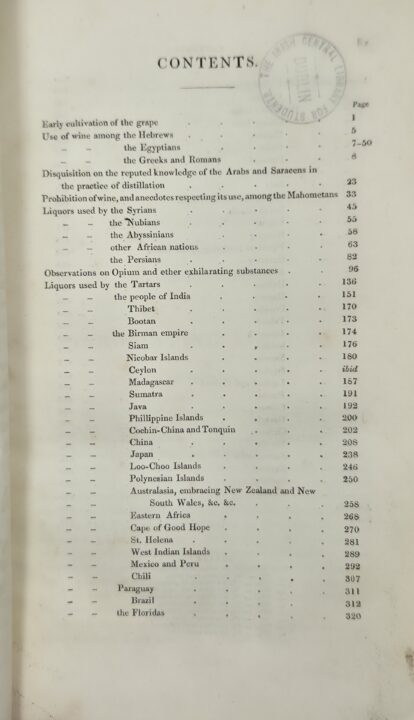 THE IRISH CENTRAL LIBRARY FOR STUDENTS
DUBLIN
CONTENTS.
Page
Early cultivation of the grape . . . . . 1
Use of wine among the Hebrews . . . . . 5
„ „ the Egyptians . . . . 7-50
„ „ the Greeks and Romans . . . 8
Disquisition on the reputed knowledge of the Arabs and Saracens in
the practice of distillation . . . . . 23
Prohibition of wine, and anecdotes respecting its use, among the Mahometans 33
Liquors used by the Syrians . . . . . 45
„ „ the Nubians . . . . . 55
„ „ the Abyssinians . . . . 58
„ „ other African nations . . . . 63
the Persians . . . . . 82
Observations on Opium and other exhilarating substances . . 96
Liquors used by the Tartars . . . . . 136
„ „ the people of India . . . . 151
„ „ Thibet . . . . . 170
„ „ Bootan . . . . . 173
„ „ the Birman empire . . . . 174
„ „ Siam . . . . . 176
„ „ Nicobar Islands . . . . 180
„ „ Ceylon . . . . . ibid
„ „ Madagascar . . . . . 187
„ „ Sumatra . . . . . 191
„ „ Java . . . . . 192
„ „ Phillippine Islands . . . . 200
„ „ Cochin-China and Tonquin . . . 202
„ „ China . . . . . 208
„ „ Japan . . . . . 238
„ „ Loo-Choo Islands . . . . 246
„ „ Polynesian Islands . . . . 250
„ „ Australasia, embracing New Zealand and New
South Wales, &c. &c. . . . 258
„ „ Eastern Africa . . . . 268
„ „ Cape of Good Hope . . . . 270
„ „ St. Helena . . . . . 281
„ „ West Indian Islands . . . . 289
„ „ Mexico and Peru . . . . 292
„ „ Chili . . . . . 307
„ „ Paraguay . . . . . 311
„ „ Brazil . . . . . 312
„ „ the Floridas . . . . . 320